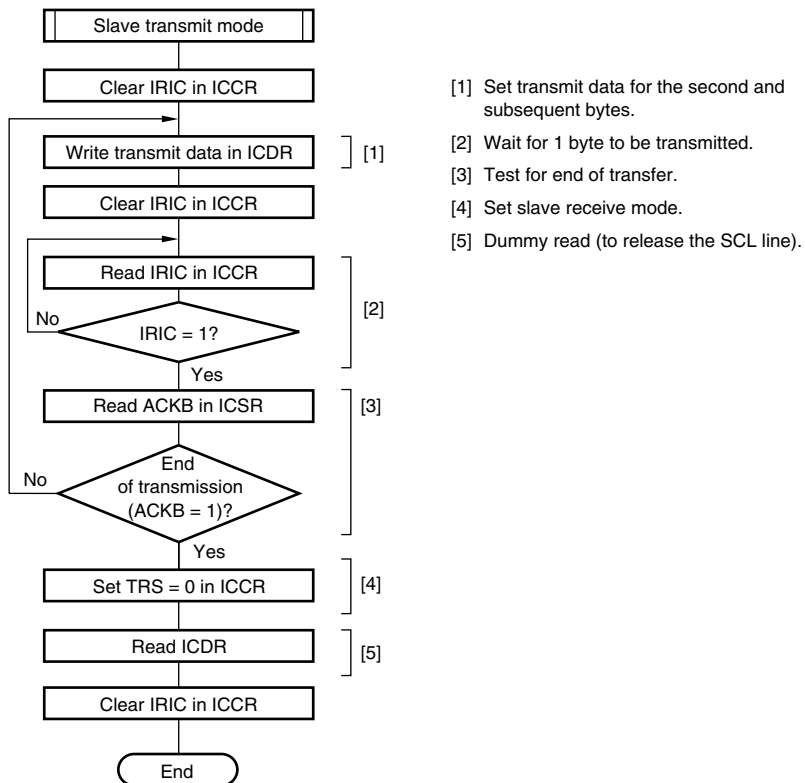 Slave transmit mode
Clear IRIC in ICCR
Write transmit data in ICDR
[1]
Clear IRIC in ICCR
Read IRIC in ICCR
[2]
No
IRIC = 1?
Yes
Read ACKB in ICSR
[3]
End
No
of transmission
(ACKB = 1)?
Yes
Set TRS = 0 in ICCR
[4]
Read ICDR
[5]
Clear IRIC in ICCR
End
[1] Set transmit data for the second and
subsequent bytes.
[2] Wait for 1 byte to be transmitted.
[3] Test for end of transfer.
[4] Set slave receive mode.
[5] Dummy read (to release the SCL line).